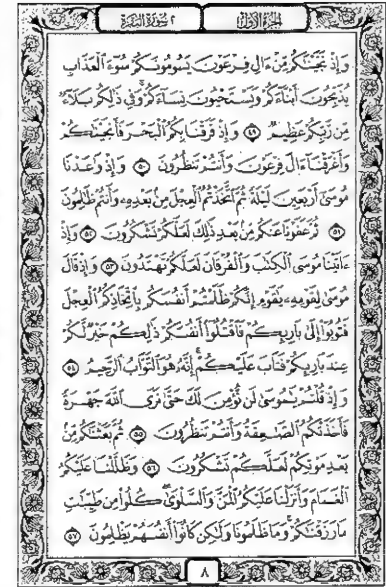 الجزء الأول
٢ سورة البقرة
وَإِذْ نَجَّيْنَٰكُم مِّنْ ءَالِ فِرْعَوْنَ يَسُومُونَكُمْ سُوٓءَ ٱلْعَذَابِ
يُذَبِّحُونَ أَبْنَآءَكُمْ وَيَسْتَحْيُونَ نِسَآءَكُمْ وَفِى ذَٰلِكُم بَلَآءٌ
مِّن رَّبِّكُمْ عَظِيمٌ ٤٩ وَإِذْ فَرَقْنَا بِكُمُ ٱلْبَحْرَ فَأَنجَيْنَٰكُمْ
وَأَغْرَقْنَآ ءَالَ فِرْعَوْنَ وَأَنتُمْ تَنظُرُونَ ٥٠ وَإِذْ وَٰعَدْنَا
مُوسَىٰٓ أَرْبَعِينَ لَيْلَةً ثُمَّ ٱتَّخَذْتُمُ ٱلْعِجْلَ مِنۢ بَعْدِهِۦ وَأَنتُمْ ظَٰلِمُونَ
٥١ ثُمَّ عَفَوْنَا عَنكُم مِّنۢ بَعْدِ ذَٰلِكَ لَعَلَّكُمْ تَشْكُرُونَ ٥٢ وَإِذْ
ءَاتَيْنَا مُوسَى ٱلْكِتَٰبَ وَٱلْفُرْقَانَ لَعَلَّكُمْ تَهْتَدُونَ ٥٣ وَإِذْ قَالَ
مُوسَىٰ لِقَوْمِهِۦ يَٰقَوْمِ إِنَّكُمْ ظَلَمْتُمْ أَنفُسَكُم بِٱتِّخَاذِكُمُ ٱلْعِجْلَ
فَتُوبُوٓا۟ إِلَىٰ بَارِئِكُمْ فَٱقْتُلُوٓا۟ أَنفُسَكُمْ ذَٰلِكُمْ خَيْرٌ لَّكُمْ
عِندَ بَارِئِكُمْ فَتَابَ عَلَيْكُمْ إِنَّهُۥ هُوَ ٱلتَّوَّابُ ٱلرَّحِيمُ ٥٤
وَإِذْ قُلْتُمْ يَٰمُوسَىٰ لَن نُّؤْمِنَ لَكَ حَتَّىٰ نَرَى ٱللَّهَ جَهْرَةً
فَأَخَذَتْكُمُ ٱلصَّٰعِقَةُ وَأَنتُمْ تَنظُرُونَ ٥٥ ثُمَّ بَعَثْنَٰكُم مِّنۢ
بَعْدِ مَوْتِكُمْ لَعَلَّكُمْ تَشْكُرُونَ ٥٦ وَظَلَّلْنَا عَلَيْكُمُ
ٱلْغَمَامَ وَأَنزَلْنَا عَلَيْكُمُ ٱلْمَنَّ وَٱلسَّلْوَىٰ كُلُوا۟ مِن طَيِّبَٰتِ
مَا رَزَقْنَٰكُمْ وَمَا ظَلَمُونَا وَلَٰكِن كَانُوٓا۟ أَنفُسَهُمْ يَظْلِمُونَ ٥٧
٨